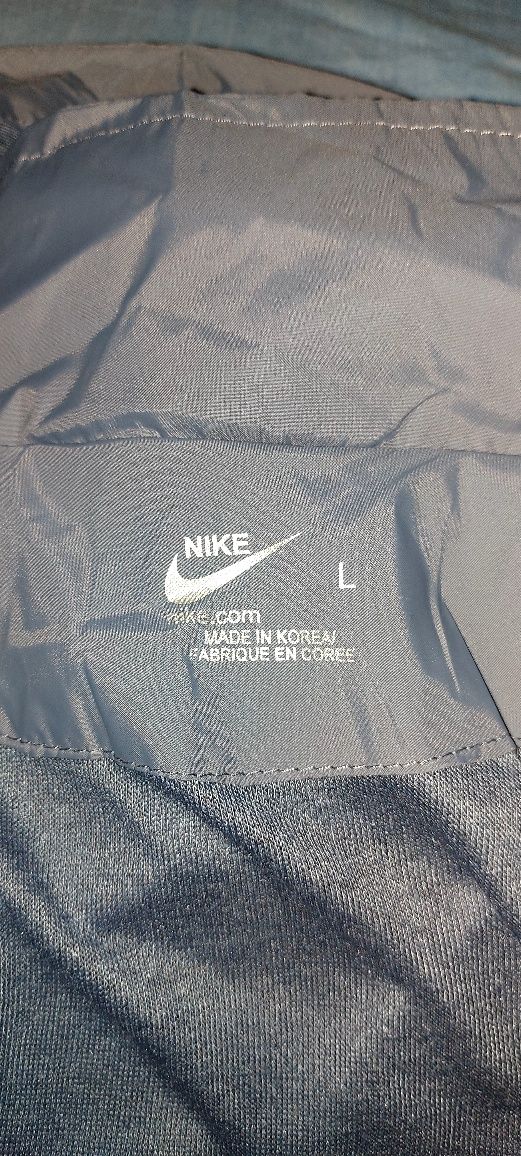 NIKE
L
nike.com
MADE IN KOREA/
FABRIQUE EN COREE